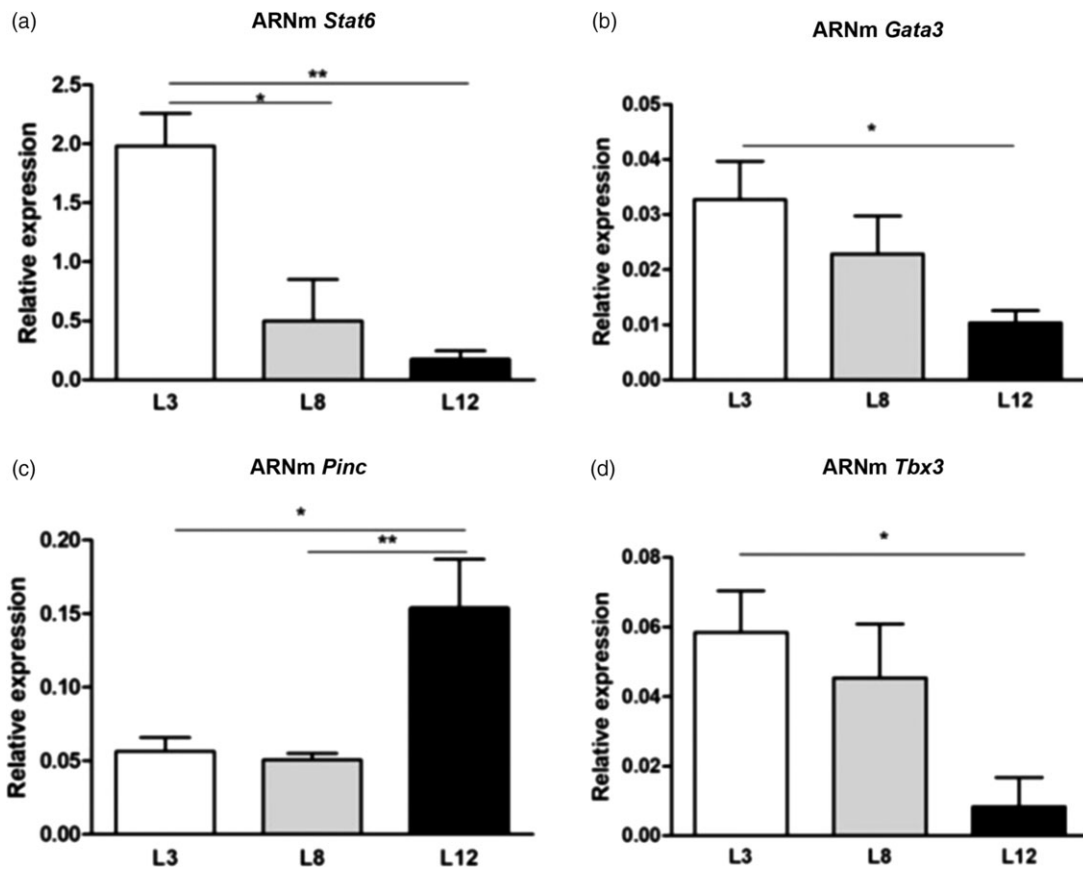 (a)
ARNm Stat6
**
*
Relative expression
2.5
2.0
1.5
1.0
0.5
0.0
L3 L8 L12
(b)
ARNm Gata3
*
Relative expression
0.05
0.04
0.03
0.02
0.01
0.00
L3 L8 L12
(c)
ARNm Pinc
*
**
Relative expression
0.20
0.15
0.10
0.05
0.00
L3 L8 L12
(d)
ARNm Tbx3
*
Relative expression
0.08
0.06
0.04
0.02
0.00
L3 L8 L12